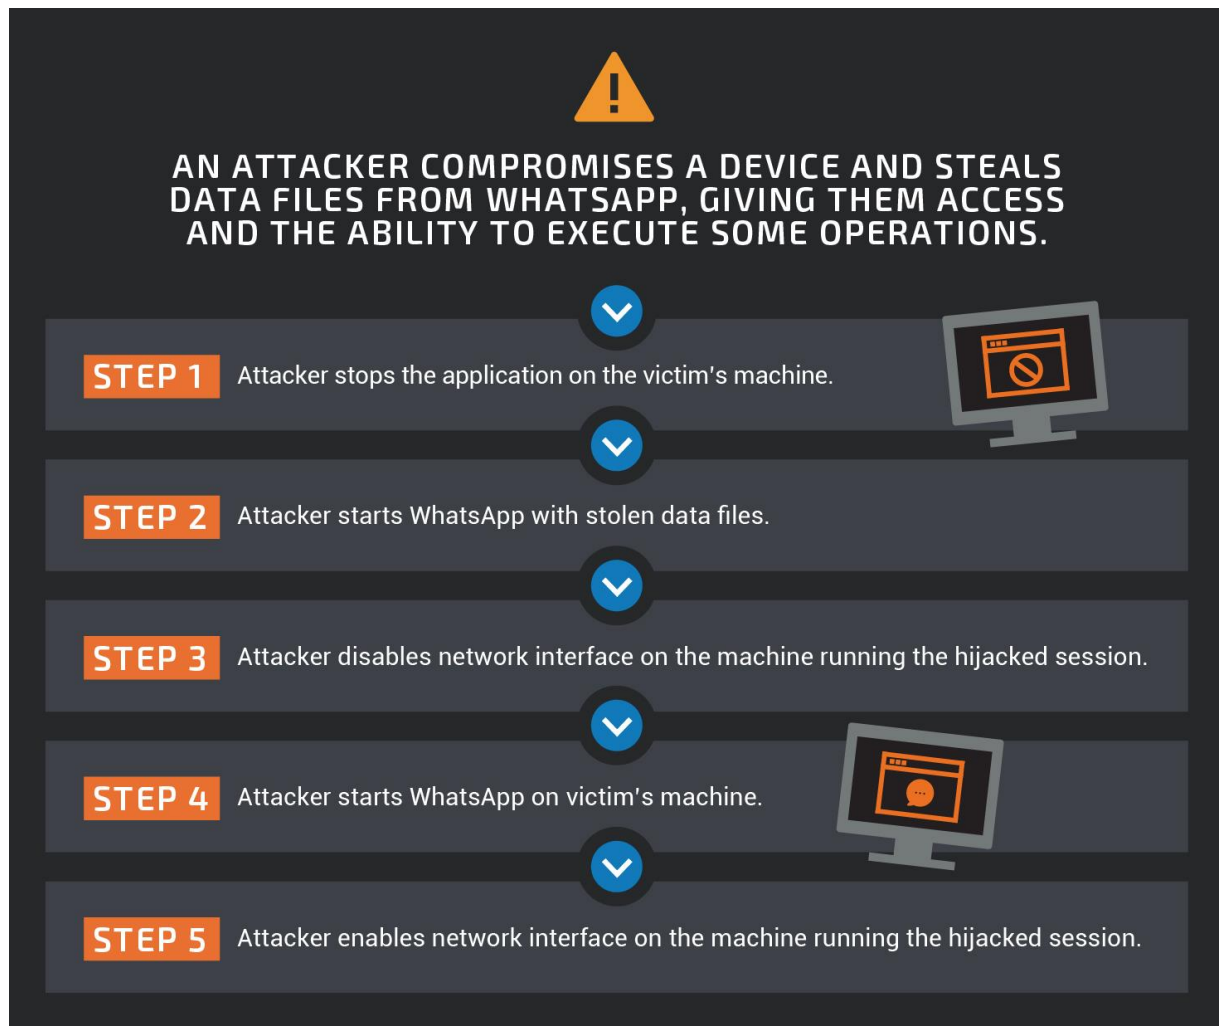 AN ATTACKER COMPROMISES A DEVICE AND STEALS
DATA FILES FROM WHATSAPP, GIVING THEM ACCESS
AND THE ABILITY TO EXECUTE SOME OPERATIONS.
STEP 1 Attacker stops the application on the victim's machine.
STEP 2 Attacker starts WhatsApp with stolen data files.
STEP 3 Attacker disables network interface on the machine running the hijacked session.
STEP 4 Attacker starts WhatsApp on victim's machine.
STEP 5 Attacker enables network interface on the machine running the hijacked session.